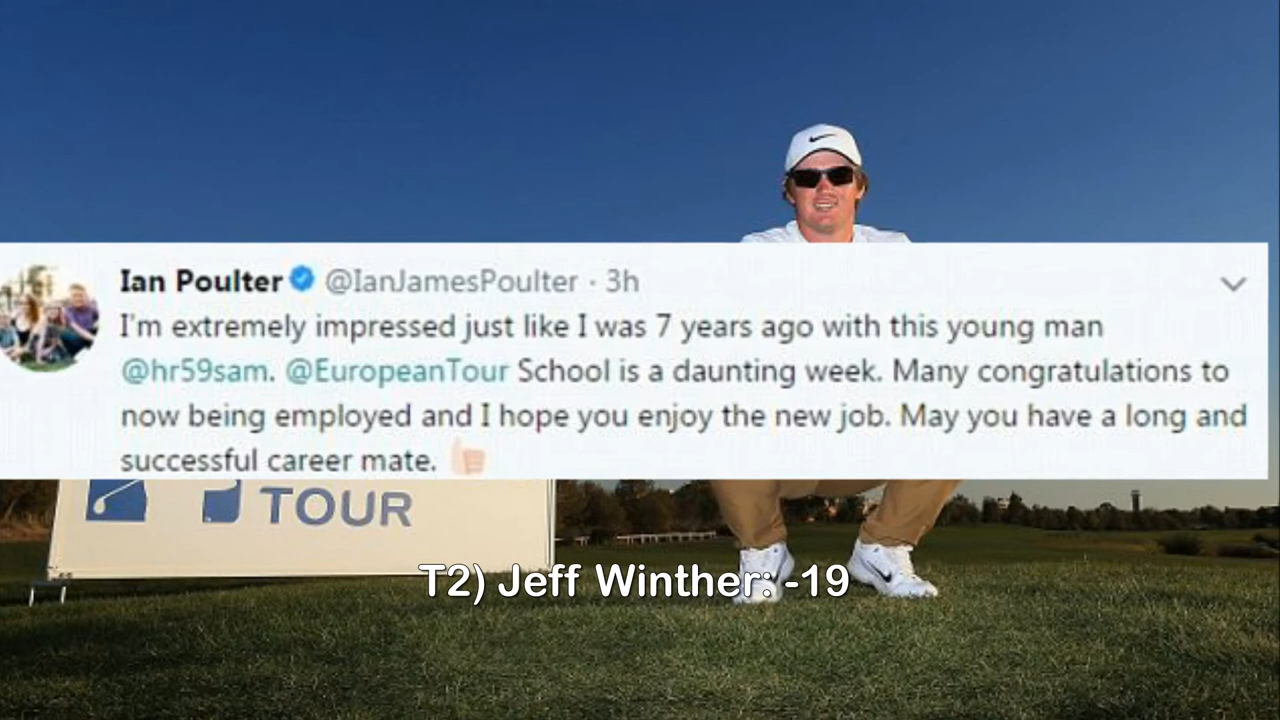 Ian Poulter @IanJamesPoulter · 3h
I'm extremely impressed just like I was 7 years ago with this young man
@hr59sam. @EuropeanTour School is a daunting week. Many congratulations to
now being employed and I hope you enjoy the new job. May you have a long and
successful career mate. 👍
TOUR
T2) Jeff Winther: -19